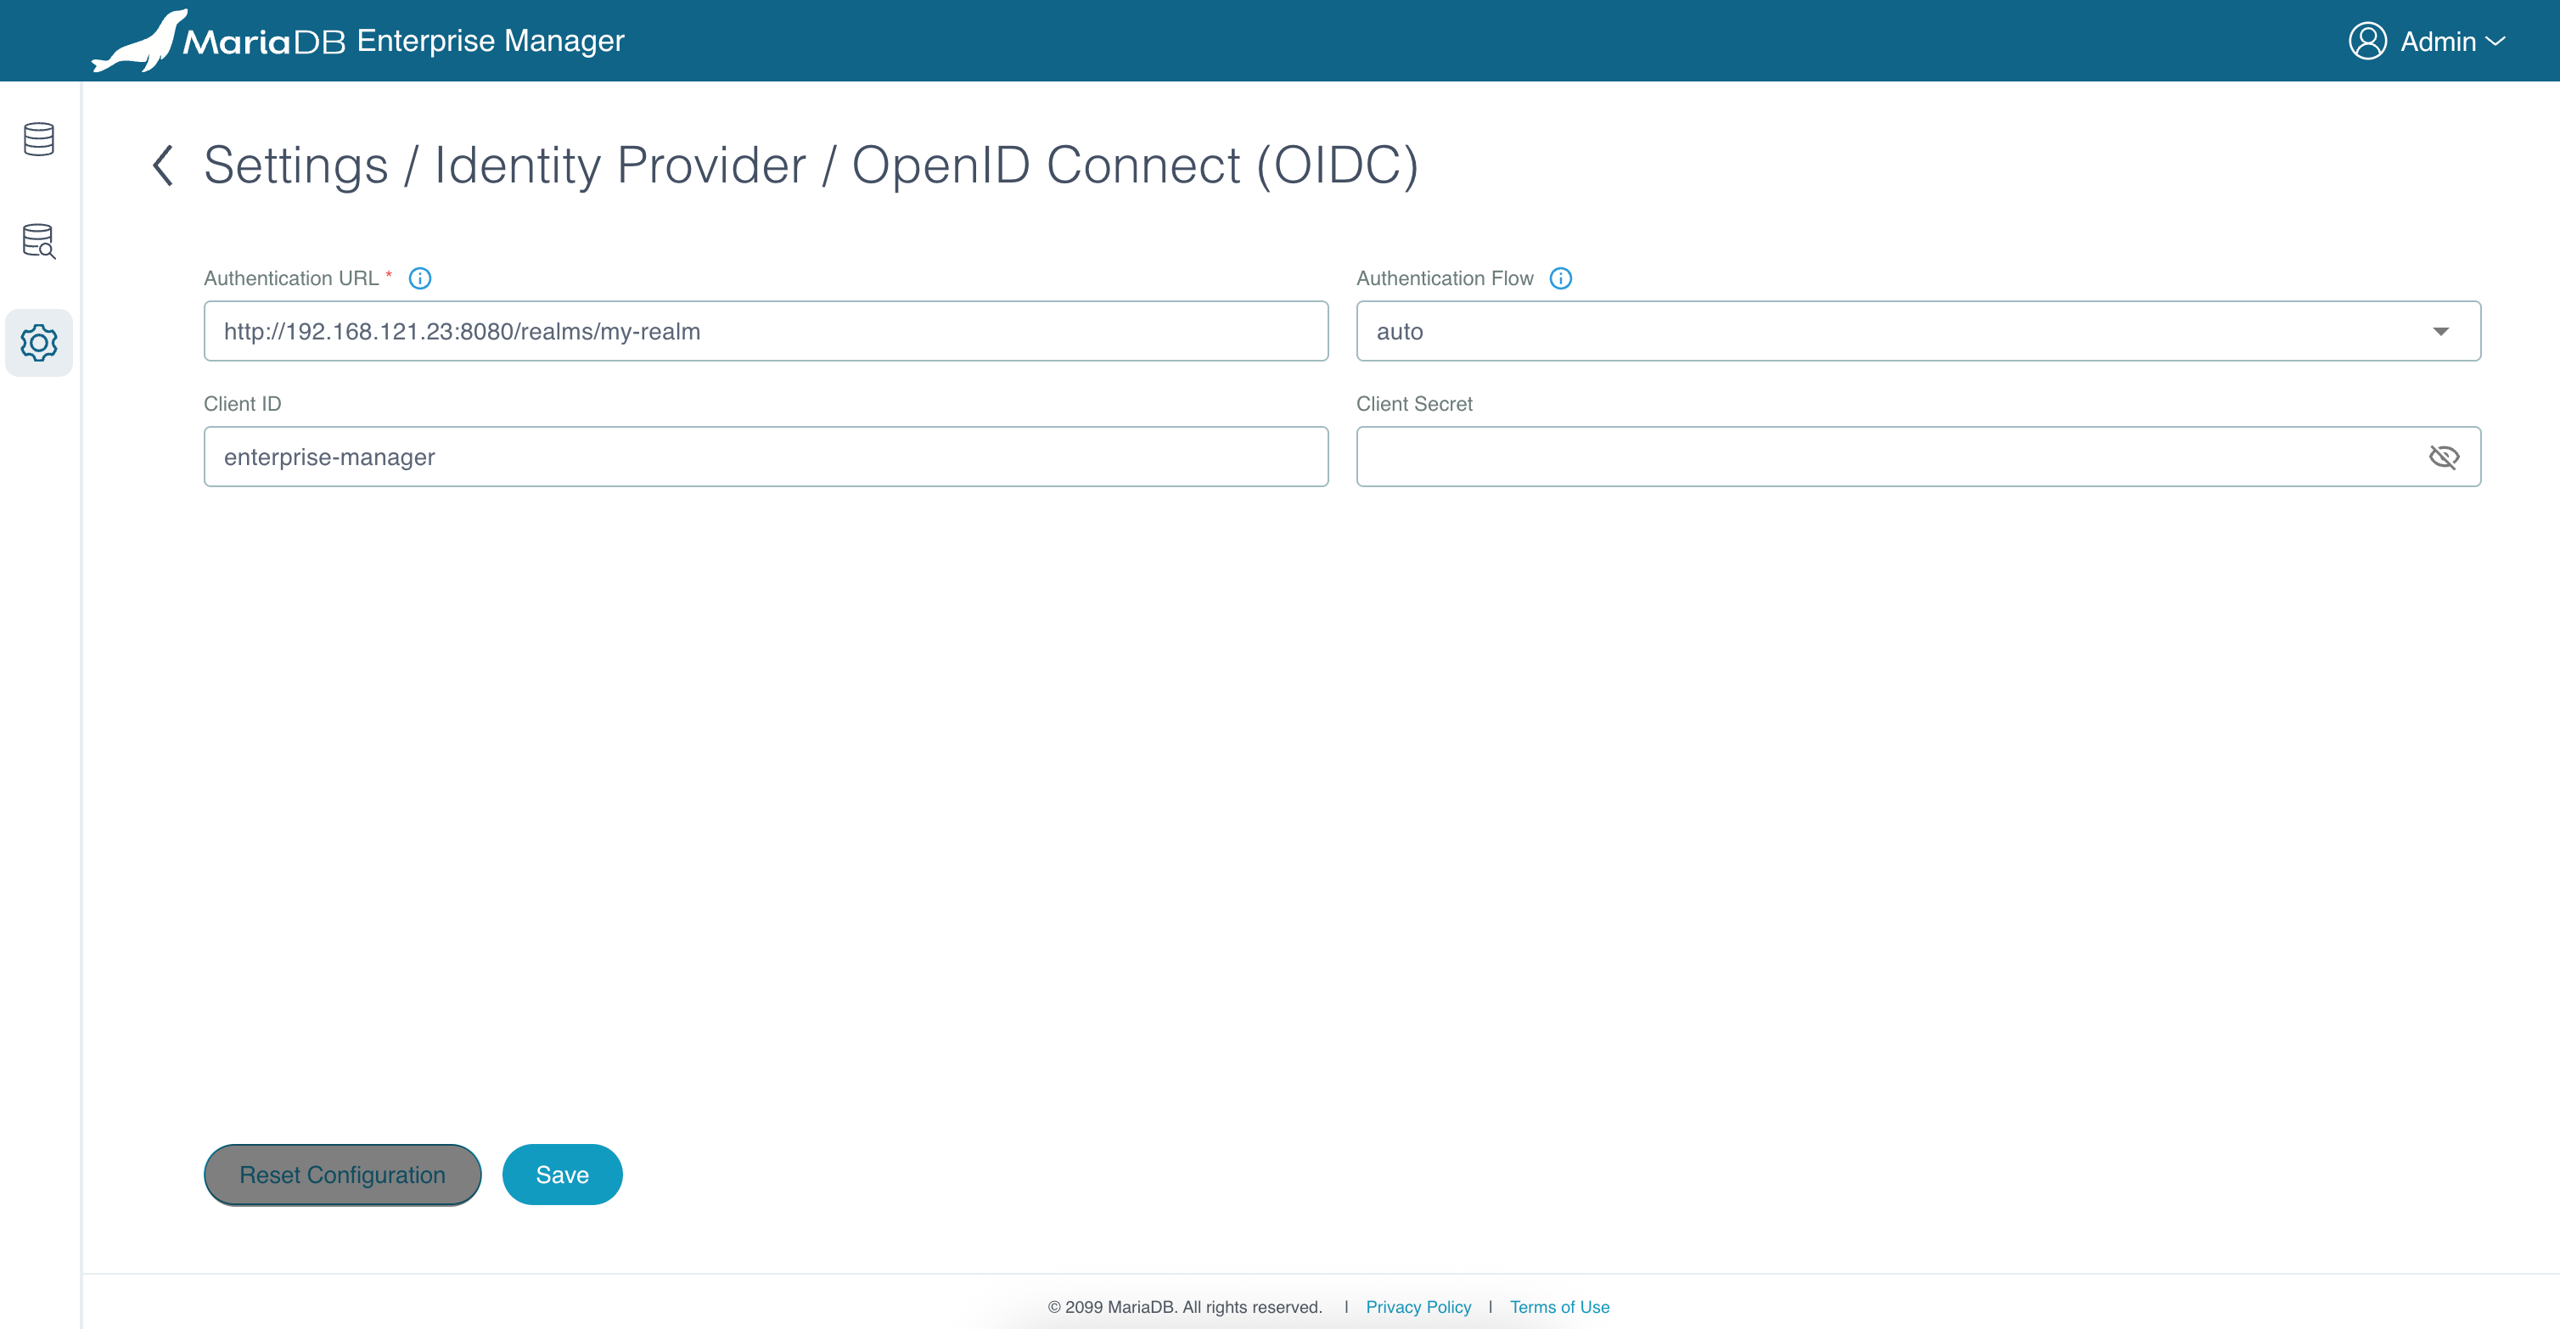 MariaDB Enterprise Manager
Admin
Settings / Identity Provider / OpenID Connect (OIDC)
Authentication URL *
Authentication Flow
http://192.168.121.23:8080/realms/my-realm
auto
Client ID
Client Secret
enterprise-manager
Reset Configuration
Save
© 2099 MariaDB. All rights reserved. | Privacy Policy | Terms of Use